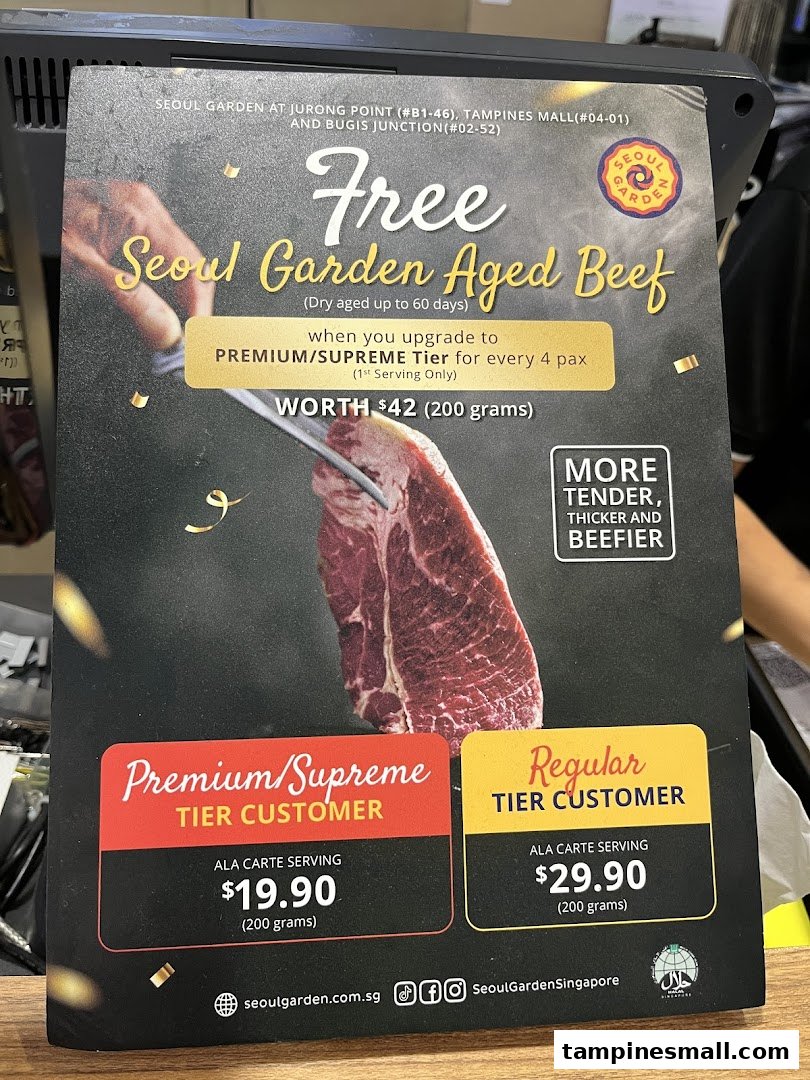 SEOUL GARDEN AT JURONG POINT (#B1-46), TAMPINES MALL(#04-01)
AND BUGIS JUNCTION(#02-52)
SEOUL GARDEN
Free
Seoul Garden Aged Beef
(Dry aged up to 60 days)
when you upgrade to
PREMIUM/SUPREME Tier for every 4 pax
(1st Serving Only)
WORTH $42 (200 grams)
MORE
TENDER,
THICKER AND
BEEFIER
Premium/Supreme
TIER CUSTOMER
ALA CARTE SERVING
$19.90
(200 grams)
Regular
TIER CUSTOMER
ALA CARTE SERVING
$29.90
(200 grams)
seoulgarden.com.sg
SeoulGardenSingapore
حلال
HALAL
SINGAPORE
tampinesmall.com